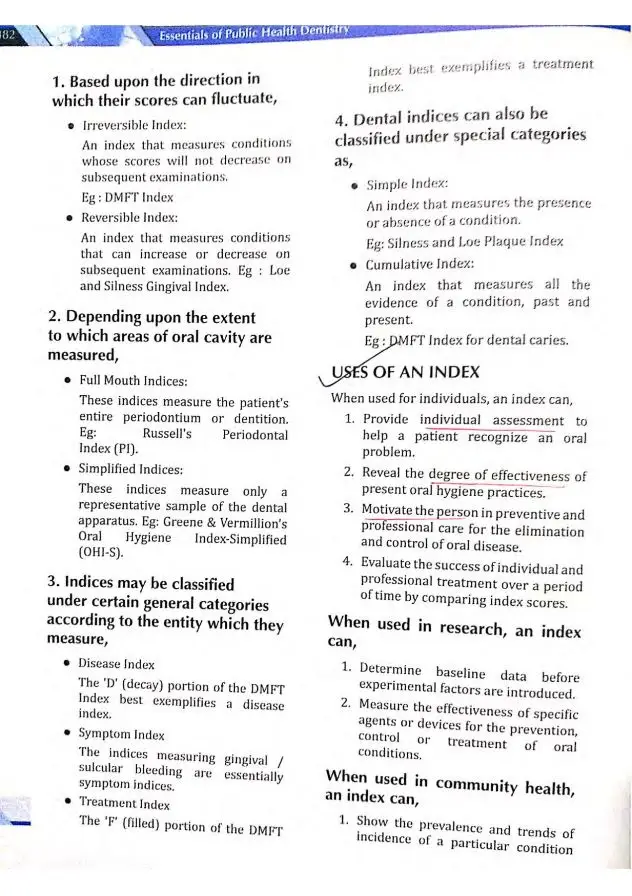 482
Essentials of Public Health Dentistry
1. Based upon the direction in
which their scores can fluctuate,
• Irreversible Index:
An index that measures conditions
whose scores will not decrease on
subsequent examinations.
Eg : DMFT Index
• Reversible Index:
An index that measures conditions
that can increase or decrease on
subsequent examinations. Eg : Loe
and Silness Gingival Index.
2. Depending upon the extent
to which areas of oral cavity are
measured,
• Full Mouth Indices:
These indices measure the patient's
entire periodontium or dentition.
Eg: Russell's Periodontal
Index (PI).
• Simplified Indices:
These indices measure only a
representative sample of the dental
apparatus. Eg: Greene & Vermillion's
Oral Hygiene Index-Simplified
(OHI-S).
3. Indices may be classified
under certain general categories
according to the entity which they
measure,
• Disease Index
The 'D' (decay) portion of the DMFT
Index best exemplifies a disease
index.
• Symptom Index
The indices measuring gingival /
sulcular bleeding are essentially
symptom indices.
• Treatment Index
The 'F' (filled) portion of the DMFT
Index best exemplifies a treatment
index.
4. Dental indices can also be
classified under special categories
as,
• Simple Index:
An index that measures the presence
or absence of a condition.
Eg: Silness and Loe Plaque Index
• Cumulative Index:
An index that measures all the
evidence of a condition, past and
present.
Eg : DMFT Index for dental caries.
USES OF AN INDEX
When used for individuals, an index can,
1. Provide individual assessment to
help a patient recognize an oral
problem.
2. Reveal the degree of effectiveness of
present oral hygiene practices.
3. Motivate the person in preventive and
professional care for the elimination
and control of oral disease.
4. Evaluate the success of individual and
professional treatment over a period
of time by comparing index scores.
When used in research, an index
can,
1. Determine baseline data before
experimental factors are introduced.
2. Measure the effectiveness of specific
agents or devices for the prevention,
control or treatment of oral
conditions.
When used in community health,
an index can,
1. Show the prevalence and trends of
incidence of a particular condition